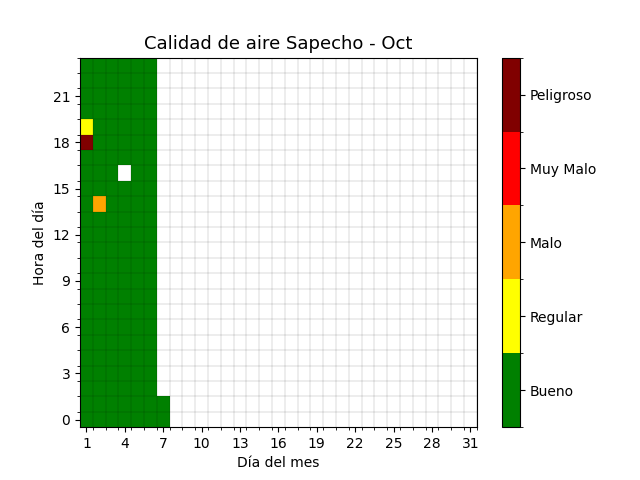 Calidad de aire Sapecho - Oct
Hora del día
21
18
15
12
9
6
3
0
1 4 7 10 13 16 19 22 25 28 31
Día del mes
Peligroso
Muy Malo
Malo
Regular
Bueno